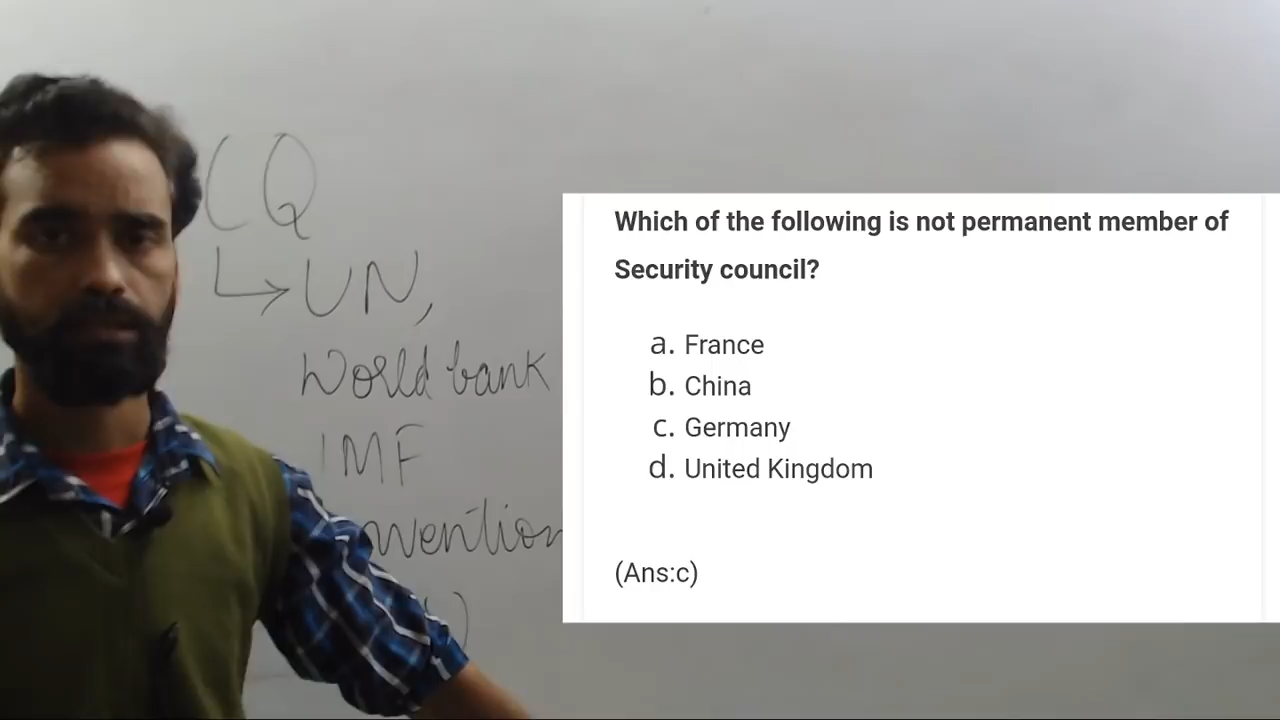 CQ
UN,
World bank
IMF
Which of the following is not permanent member of
Security council?
a. France
b. China
c. Germany
d. United Kingdom
(Ans:c)